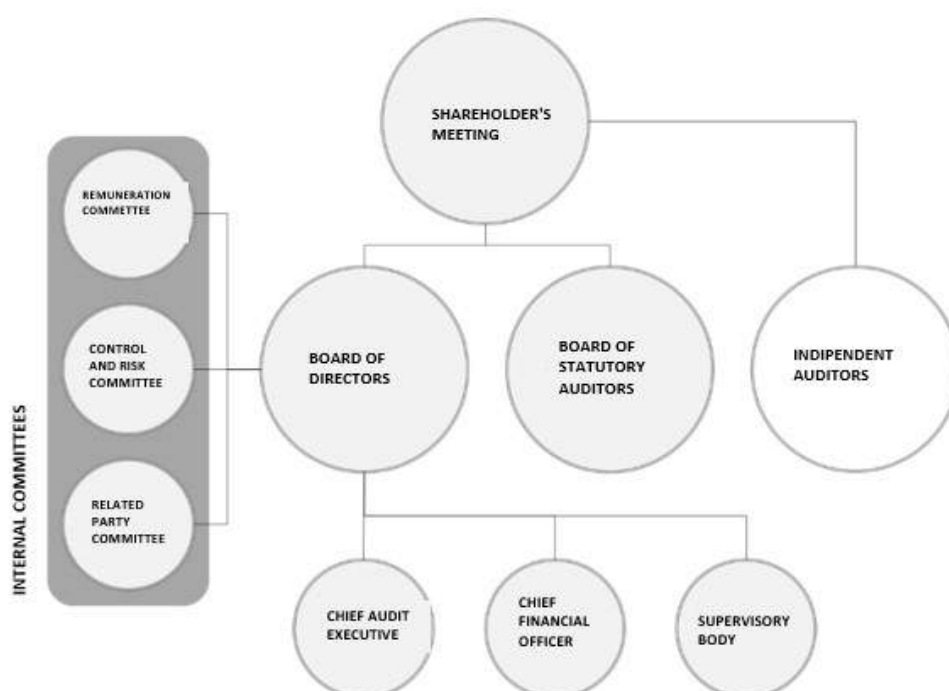 SHAREHOLDER'S
MEETING
REMUNERATION
COMMETTEE
CONTROL
AND RISK
COMMITTEE
RELATED
PARTY
COMMITTEE
INTERNAL COMMITTEES
BOARD OF
DIRECTORS
BOARD OF
STATUTORY
AUDITORS
INDIPENDENT
AUDITORS
CHIEF AUDIT
EXECUTIVE
CHIEF
FINANCIAL
OFFICER
SUPERVISORY
BODY